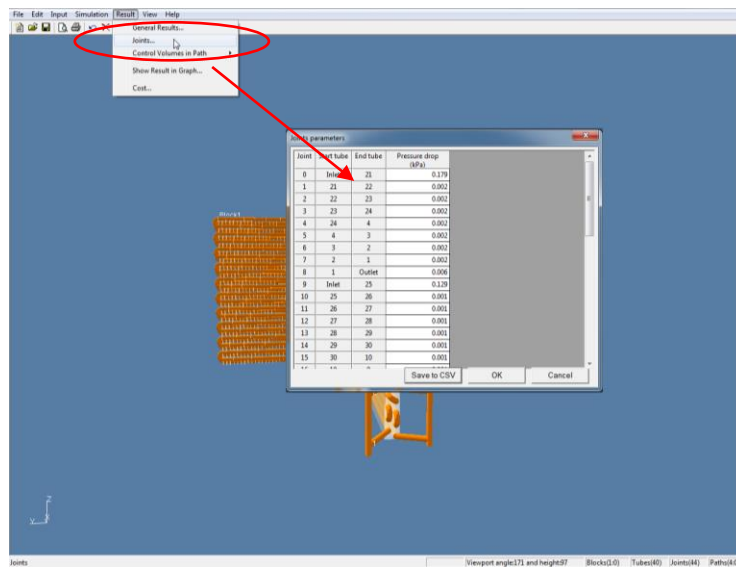 File Edit Input Simulation Result View Help
General Results...
Joints...
Control Volumes in Path
Show Result in Graph...
Cost...
Joints parameters
Joint Start tube End tube Pressure drop (kPa)
0 Inlet 21 0.179
1 21 22 0.002
2 22 23 0.002
3 23 24 0.002
4 24 4 0.002
5 4 3 0.002
6 3 2 0.002
7 2 1 0.002
8 1 Outlet 0.006
9 Inlet 25 0.129
10 25 26 0.001
11 26 27 0.001
12 27 28 0.001
13 28 29 0.001
14 29 30 0.001
15 30 10 0.001
Save to CSV OK Cancel
Block1
Z
Y
Joints Viewport angle:171 and height:97 Blocks(1:0) Tubes(40) Joints(44)